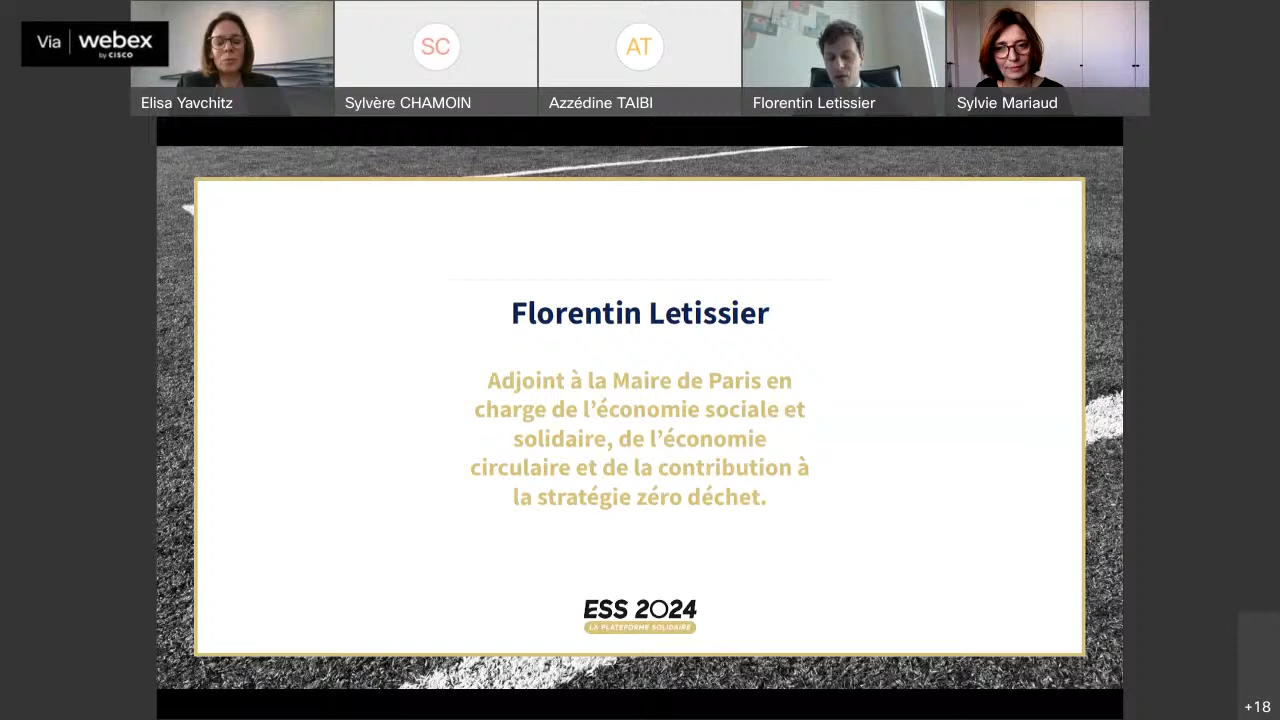 Via webex
by CISCO
SC
AT
Elisa Yavchitz
Sylvère CHAMOIN
Azzédine TAIBI
Florentin Letissier
Sylvie Mariaud
Florentin Letissier
Adjoint à la Maire de Paris en
charge de l’économie sociale et
solidaire, de l’économie
circulaire et de la contribution à
la stratégie zéro déchet.
ESS 2024
LA PLATEFORME SOLIDAIRE
+18